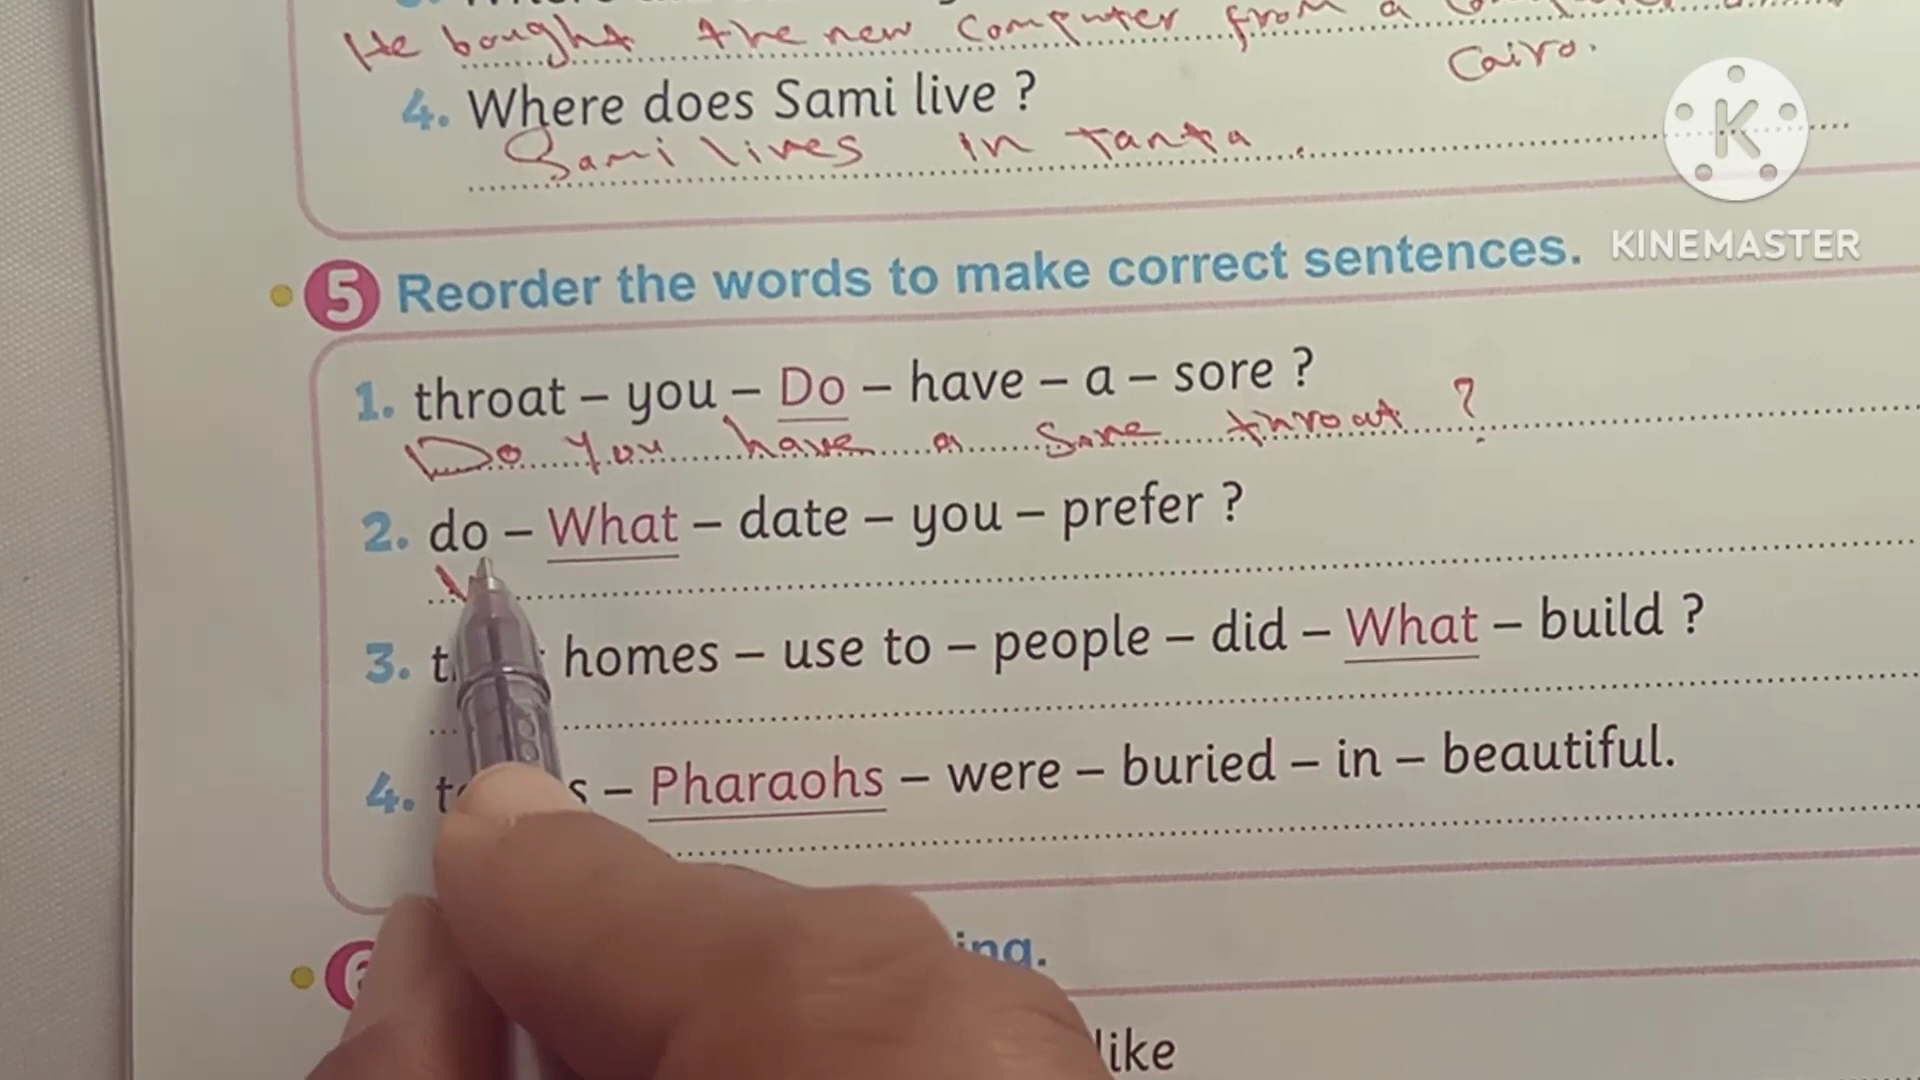 He bought the new computer from a
Cairo.
4. Where does Sami live ?
Sami lives in tanta .
KINEMASTER
5 Reorder the words to make correct sentences.
1. throat – you – Do – have – a – sore ?
Do you have a sore throat ?
2. do – What – date – you – prefer ?
3. homes – use to – people – did – What – build ?
4. – Pharaohs – were – buried – in – beautiful.
6
like